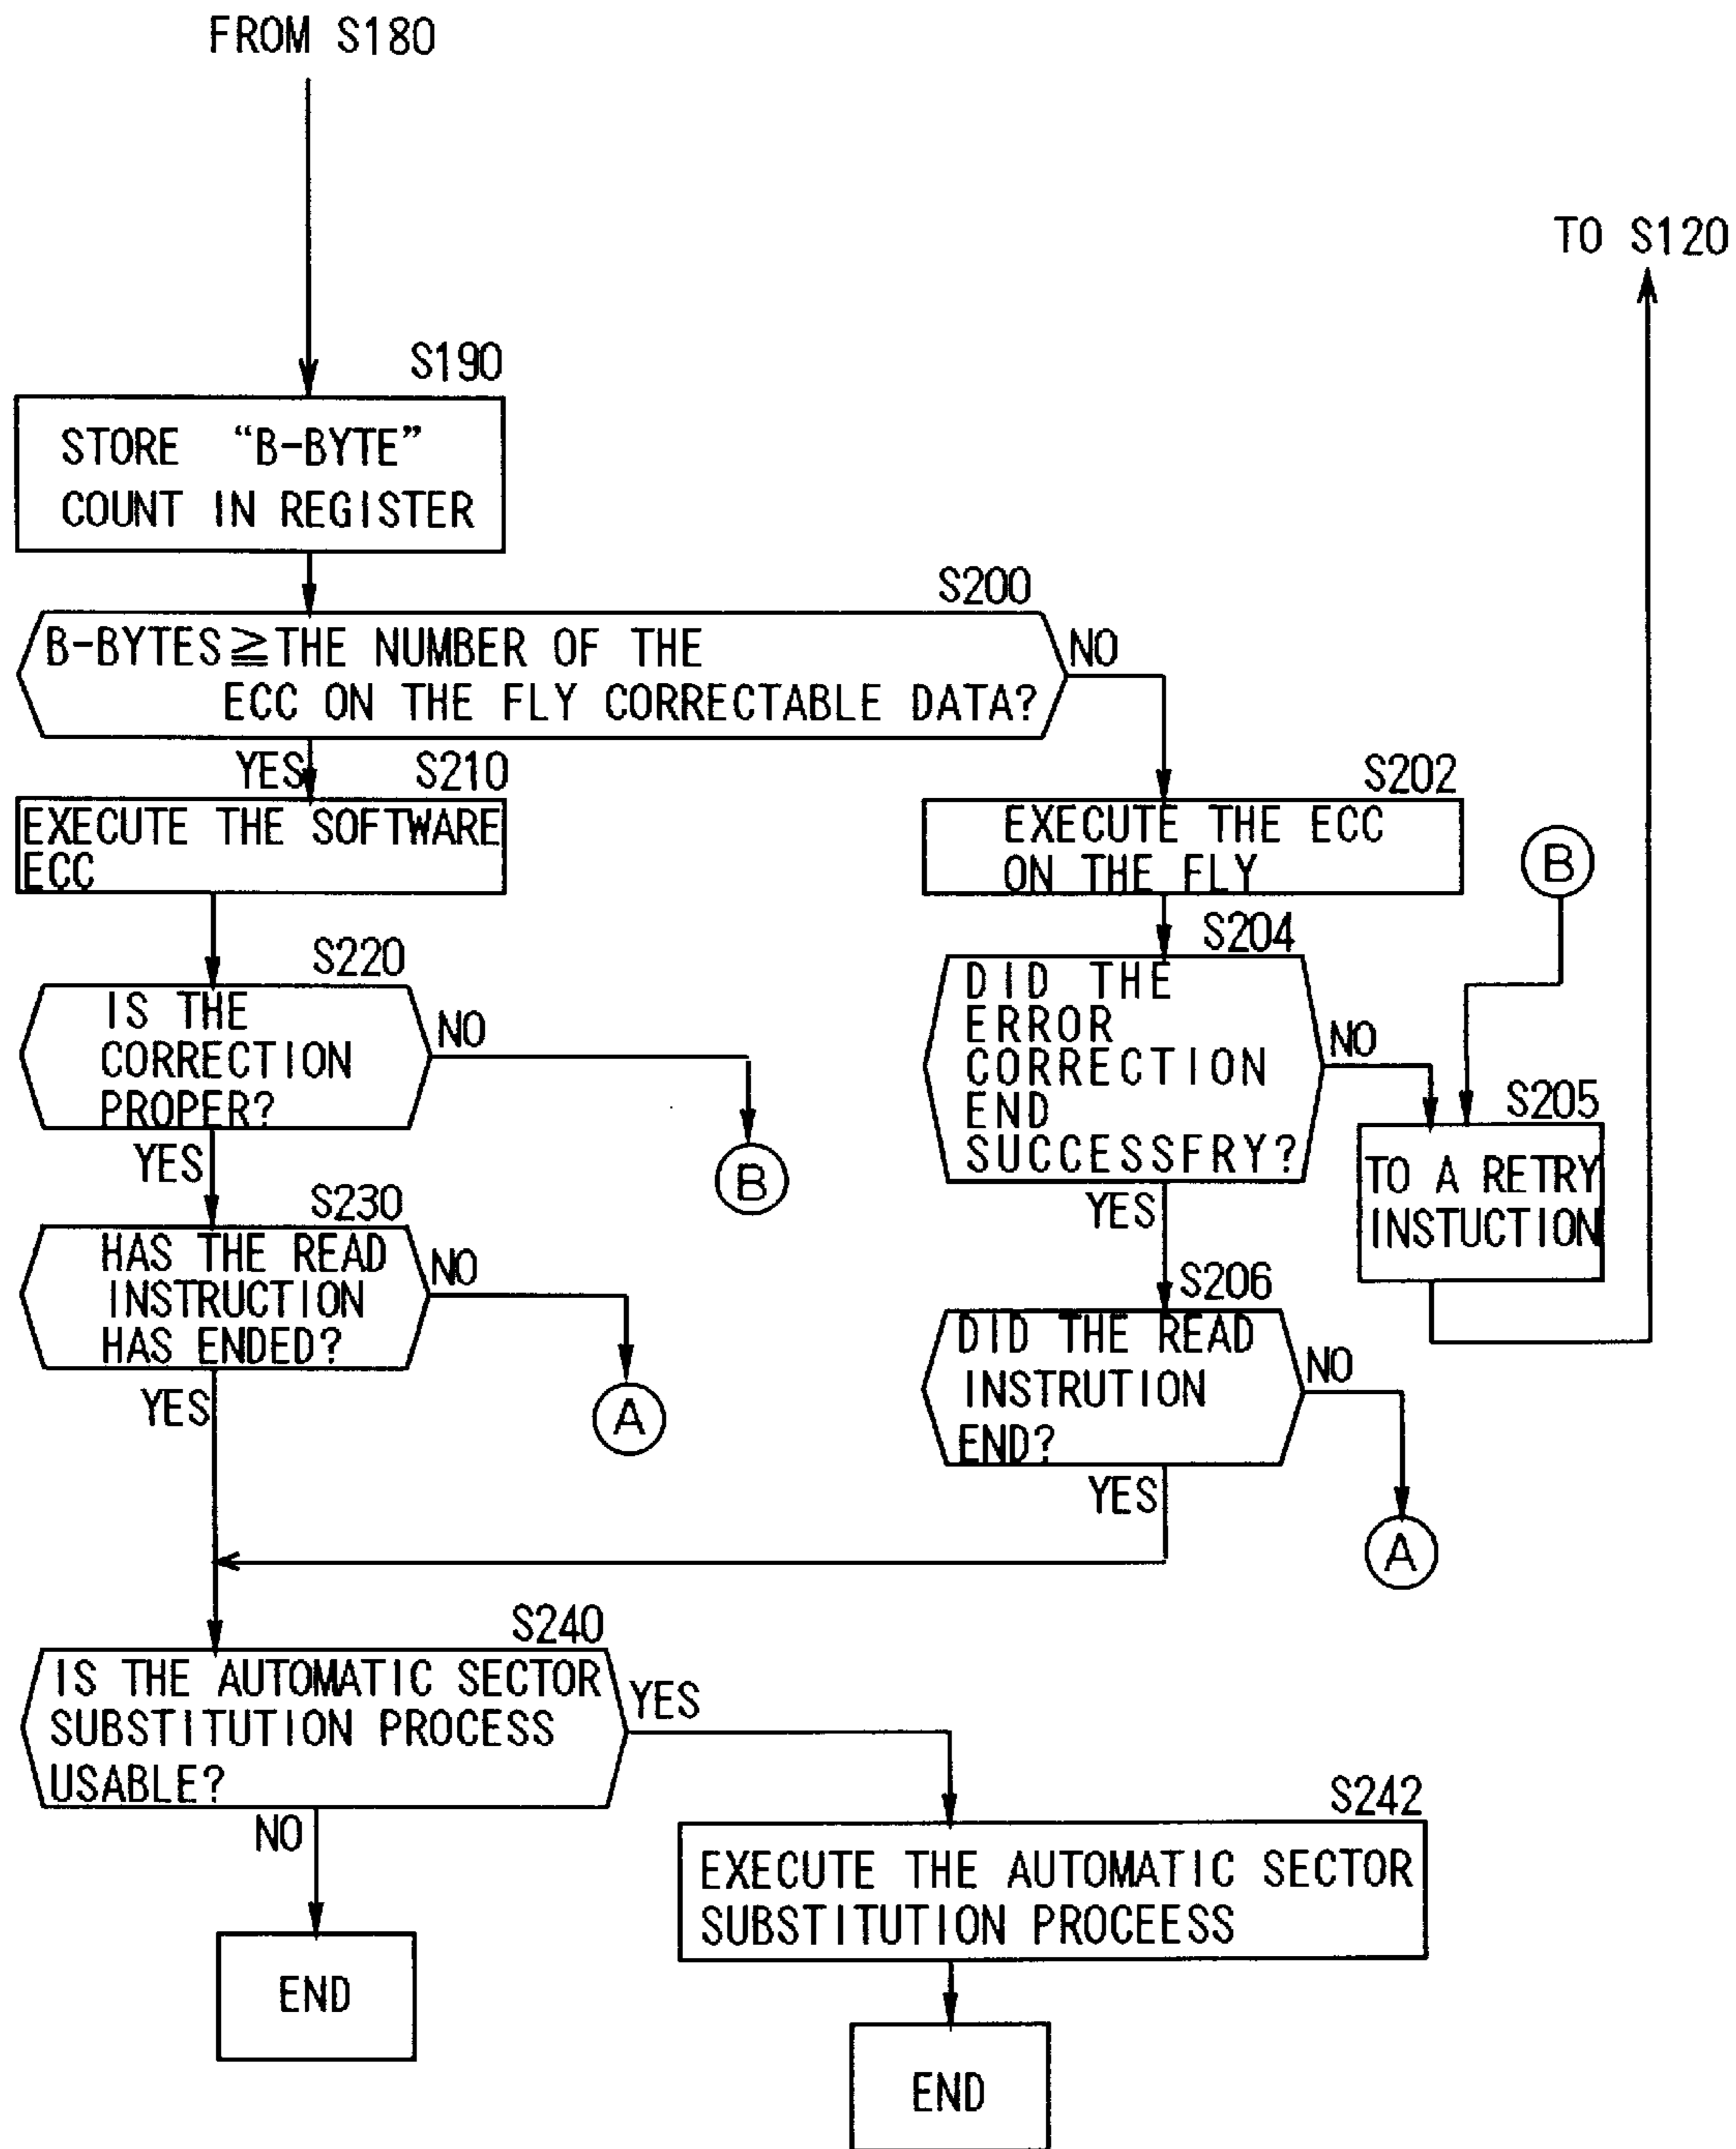 FROM S180
TO S120
S190
STORE “B-BYTE”
COUNT IN REGISTER
S200
B-BYTES≧THE NUMBER OF THE
ECC ON THE FLY CORRECTABLE DATA?
NO
YES
S210
EXECUTE THE SOFTWARE
ECC
S202
EXECUTE THE ECC
ON THE FLY
B
S220
IS THE
CORRECTION
PROPER?
NO
YES
B
S204
DID THE
ERROR
CORRECTION
END
SUCCESSFRY?
NO
YES
S205
TO A RETRY
INSTUCTION
S230
HAS THE READ
INSTRUCTION
HAS ENDED?
NO
YES
A
S206
DID THE READ
INSTRUTION
END?
NO
YES
A
S240
IS THE AUTOMATIC SECTOR
SUBSTITUTION PROCESS
USABLE?
YES
NO
S242
EXECUTE THE AUTOMATIC SECTOR
SUBSTITUTION PROCEESS
END
END